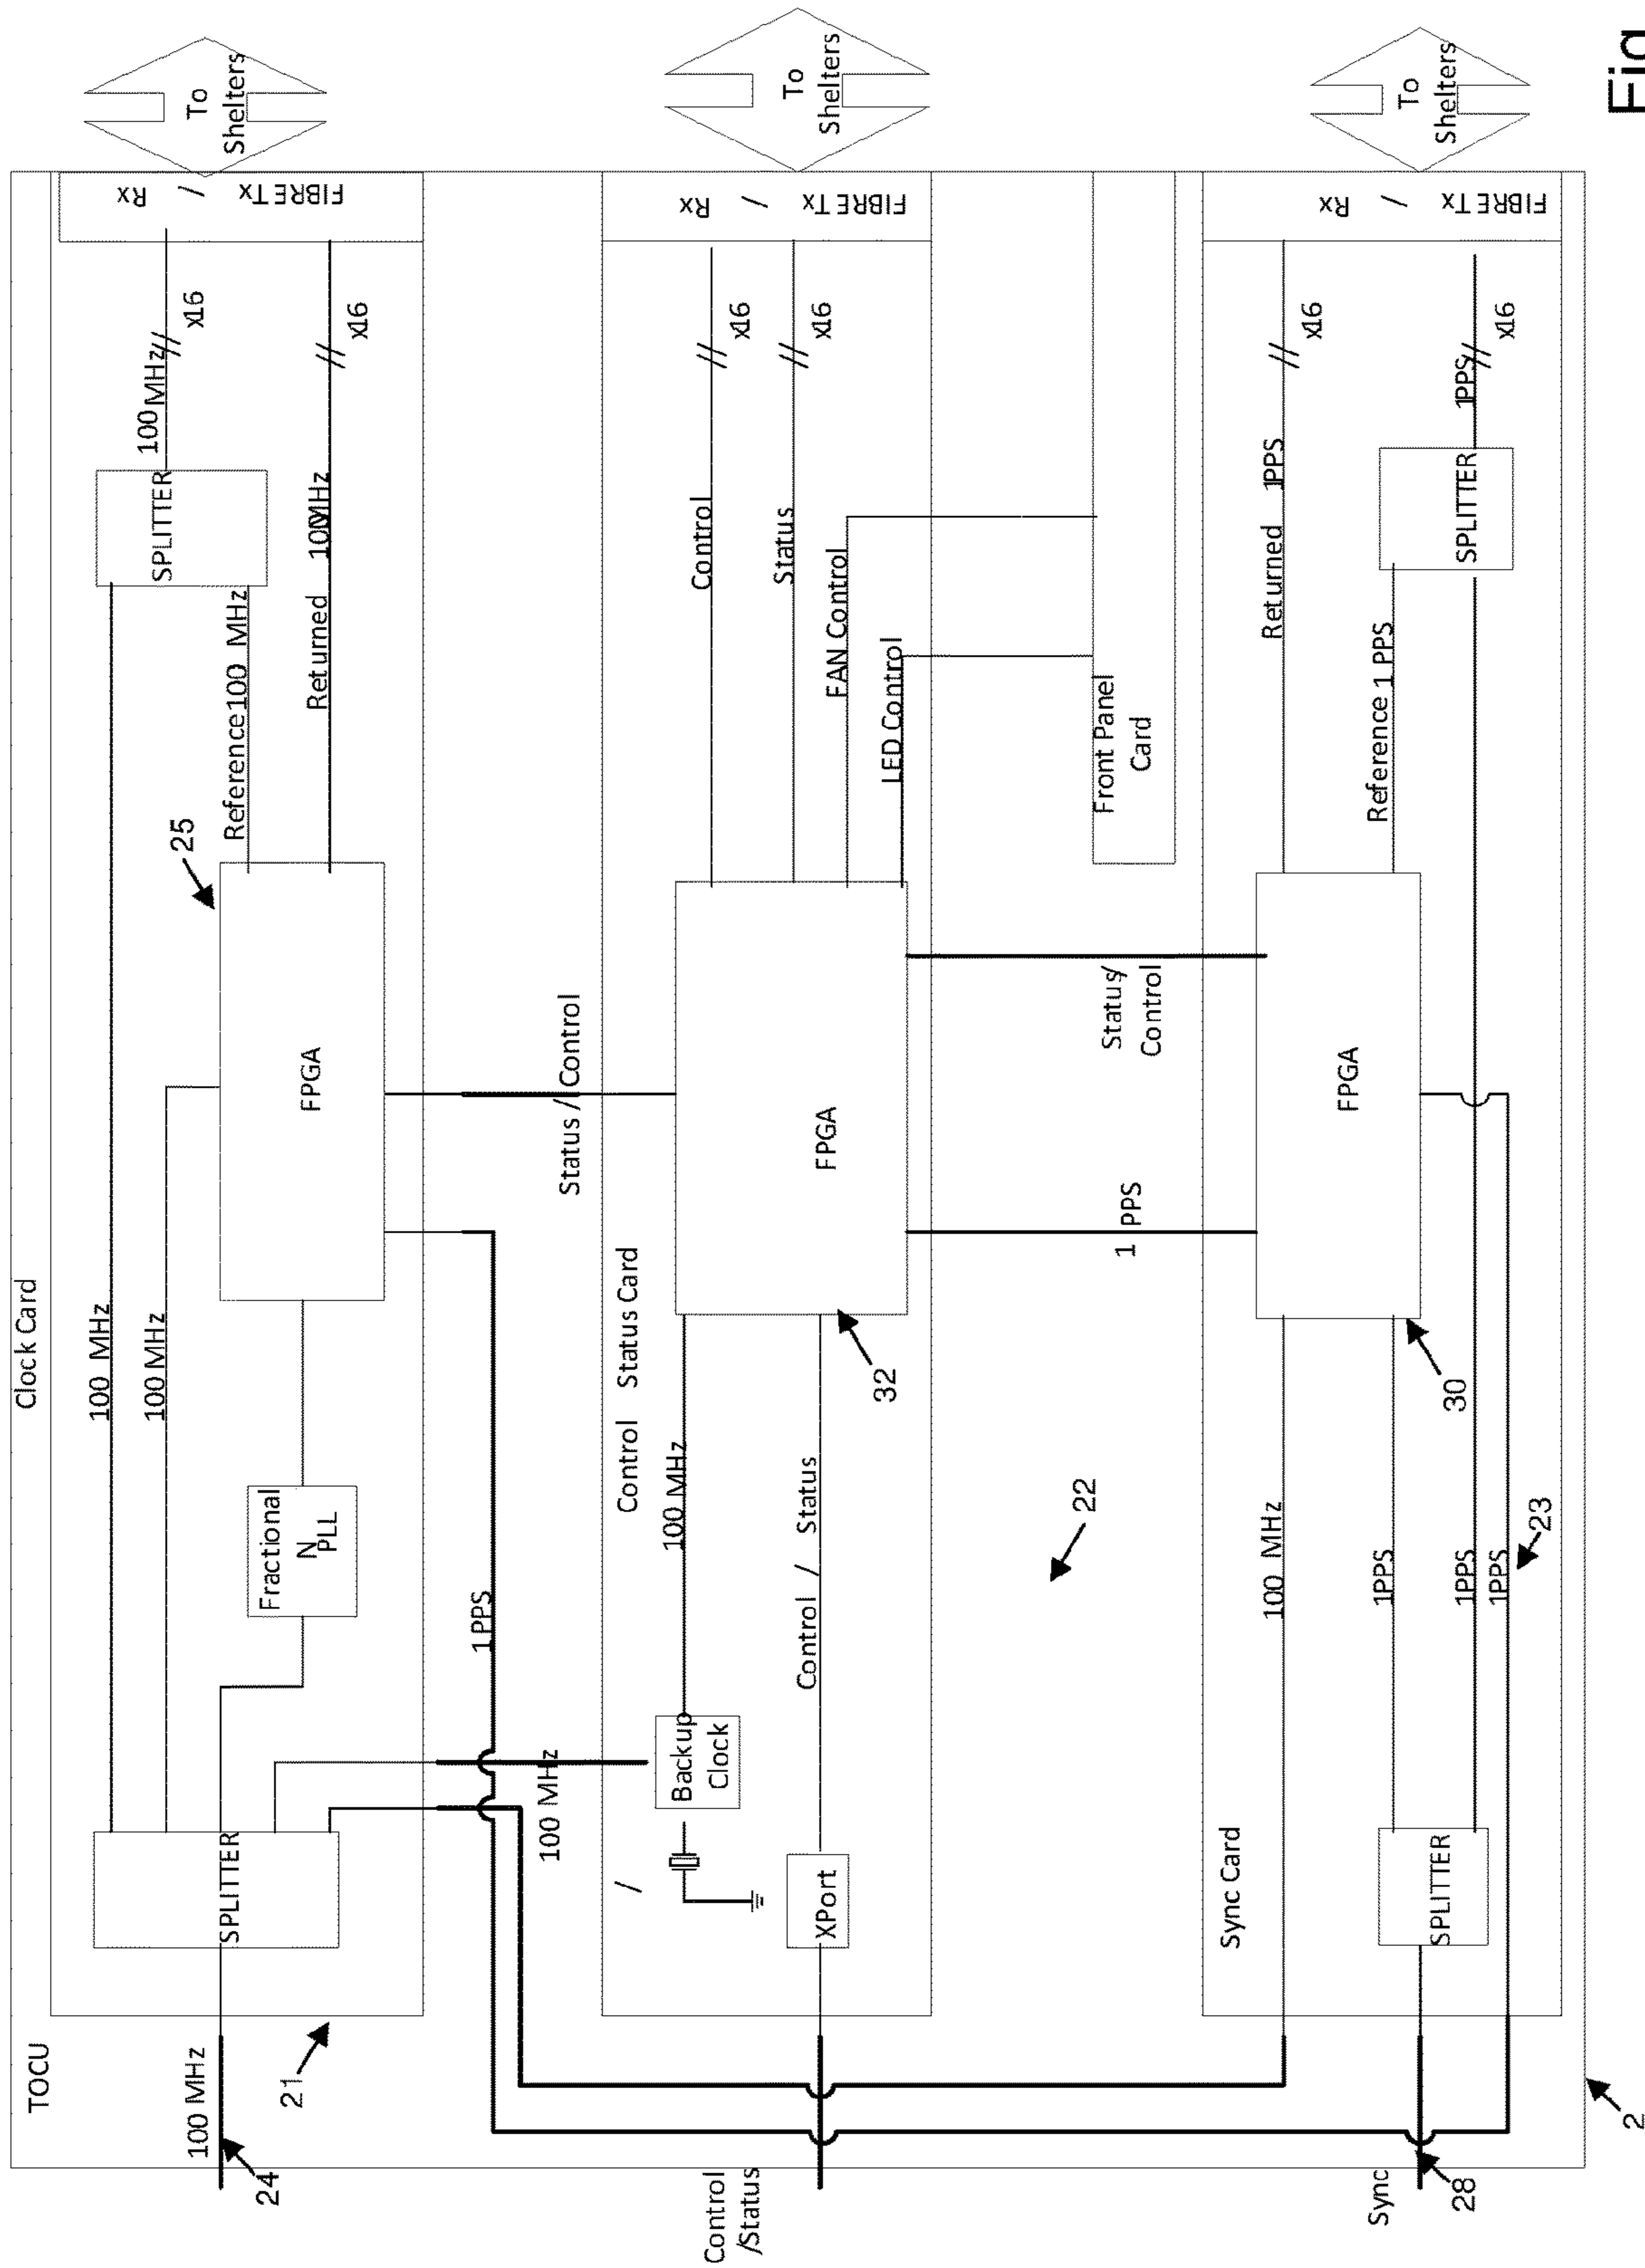 TOCU
Clock Card
100 MHz
24
21
SPLITTER
100 MHz
100 MHz
Fractional
N
PLL
FPGA
25
Reference100 MHz
Returned 100MHz
SPLITTER
100 MHz
x16
x16
FIBRE Tx / Rx
To
Shelters
1PPS
100 MHz
Status / Control
Control Status Card
/
Control
/Status
XPort
Backup
Clock
100 MHz
Control / Status
FPGA
32
Control
Status
FAN Control
LED Control
x16
x16
FIBRE Tx / Rx
To
Shelters
Front Panel
Card
22
1 PPS
Status/
Control
Sync Card
Sync
28
SPLITTER
100 MHz
1PPS
1PPS
1PPS
23
FPGA
30
Returned 1PPS
Reference 1 PPS
SPLITTER
1PPS
x16
x16
FIBRE Tx / Rx
To
Shelters
2
Fig